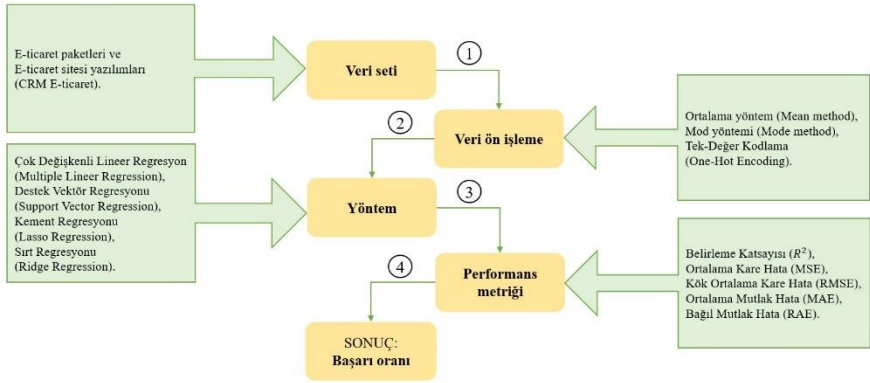 E-ticaret paketleri ve
E-ticaret sitesi yazılımları
(CRM E-ticaret).
Veri seti
1
Veri ön işleme
2
Ortalama yöntem (Mean method),
Mod yöntemi (Mode method),
Tek-Değer Kodlama
(One-Hot Encoding).
Çok Değişkenli Lineer Regresyon
(Multiple Lineer Regression),
Destek Vektör Regresyonu
(Support Vector Regression),
Kement Regresyonu
(Lasso Regression),
Sırt Regresyonu
(Ridge Regression).
Yöntem
3
Performans
metriği
4
Belirleme Katsayısı (R²),
Ortalama Kare Hata (MSE),
Kök Ortalama Kare Hata (RMSE),
Ortalama Mutlak Hata (MAE),
Bağıl Mutlak Hata (RAE).
SONUÇ:
Başarı oranı